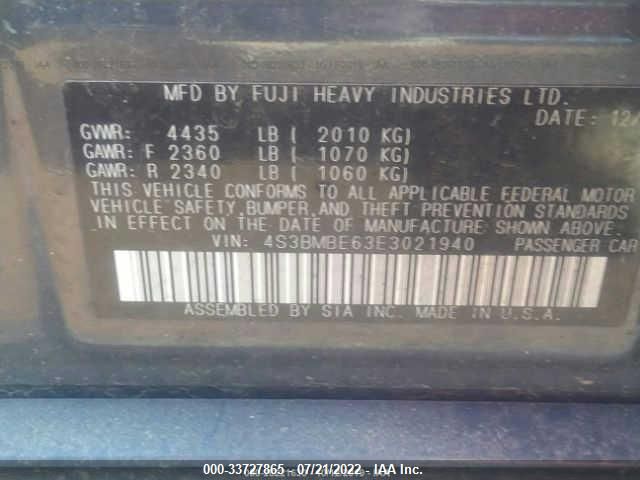 MFD BY FUJI HEAVY INDUSTRIES LTD.
DATE: 12/
GVWR: 4435 LB ( 2010 KG)
GAWR: F 2360 LB ( 1070 KG)
GAWR: R 2340 LB ( 1060 KG)
THIS VEHICLE CONFORMS TO ALL APPLICABLE FEDERAL MOTOR
VEHICLE SAFETY, BUMPER, AND THEFT PREVENTION STANDARDS
IN EFFECT ON THE DATE OF MANUFACTURE SHOWN ABOVE.
VIN: 4S3BMBE63E3021940 PASSENGER CAR
ASSEMBLED BY SIA INC. MADE IN U.S.A.
000-33727865 - 07/21/2022 - IAA Inc.